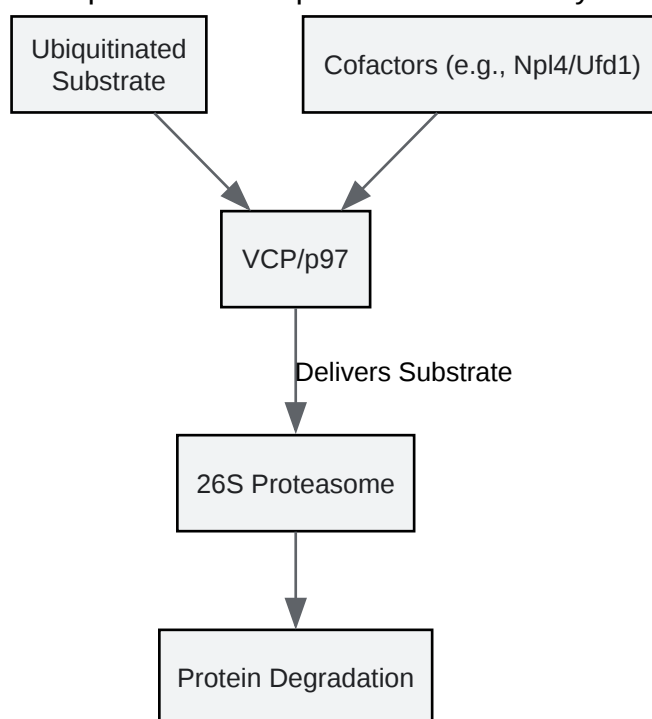 Ubiquitinated
Substrate
Cofactors (e.g., Npl4/Ufd1)
VCP/p97
Delivers Substrate
26S Proteasome
Protein Degradation